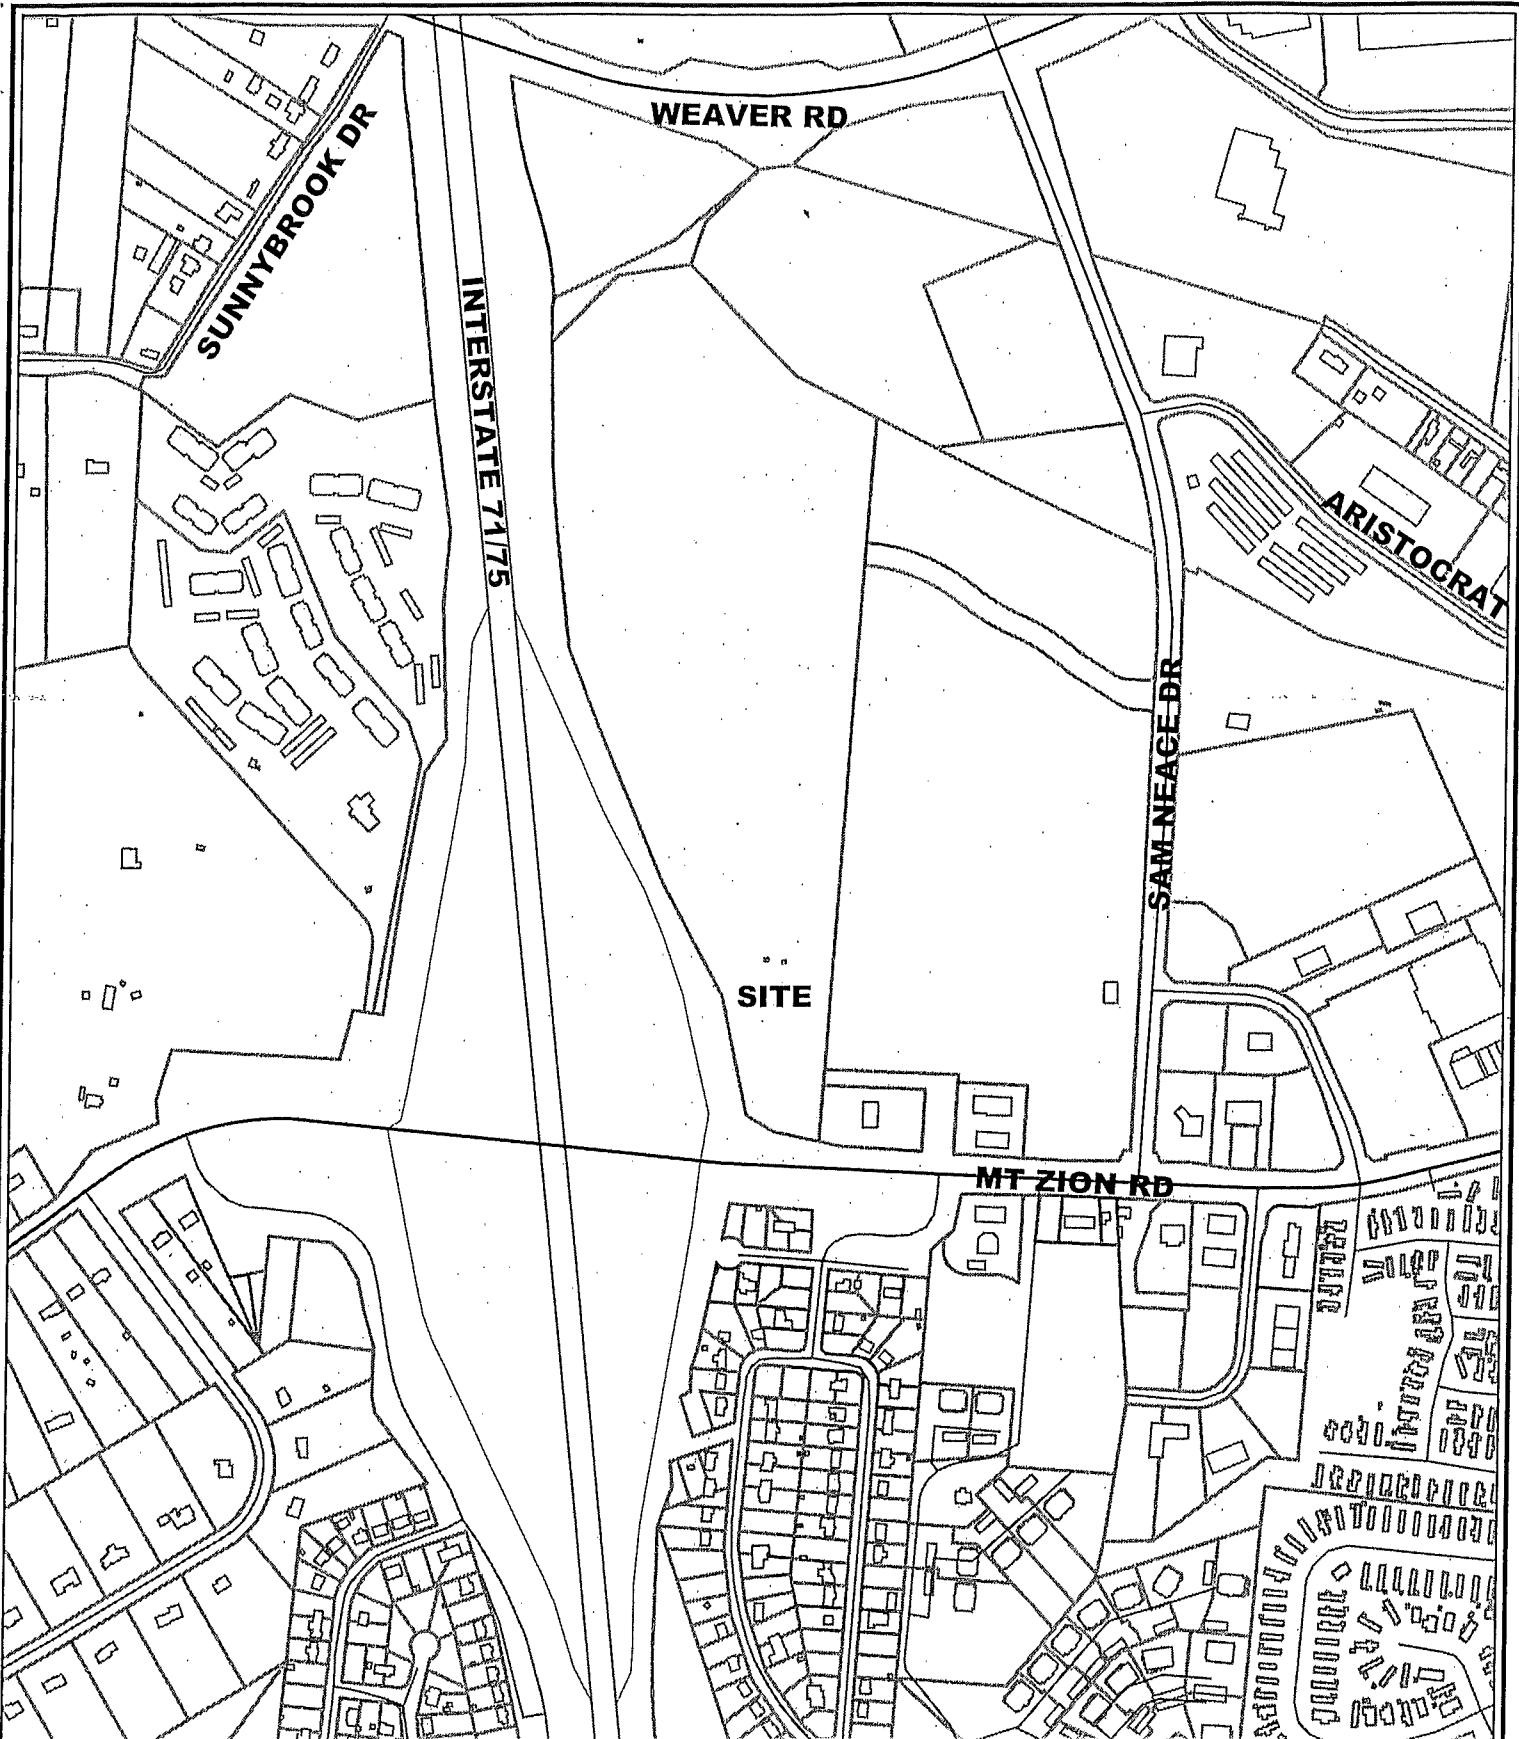 WEAVER RD
SUNNYBROOK DR
INTERSTATE 71/75
ARISTOCRAT
SAM NEACE DR
SITE
MT ZION RD